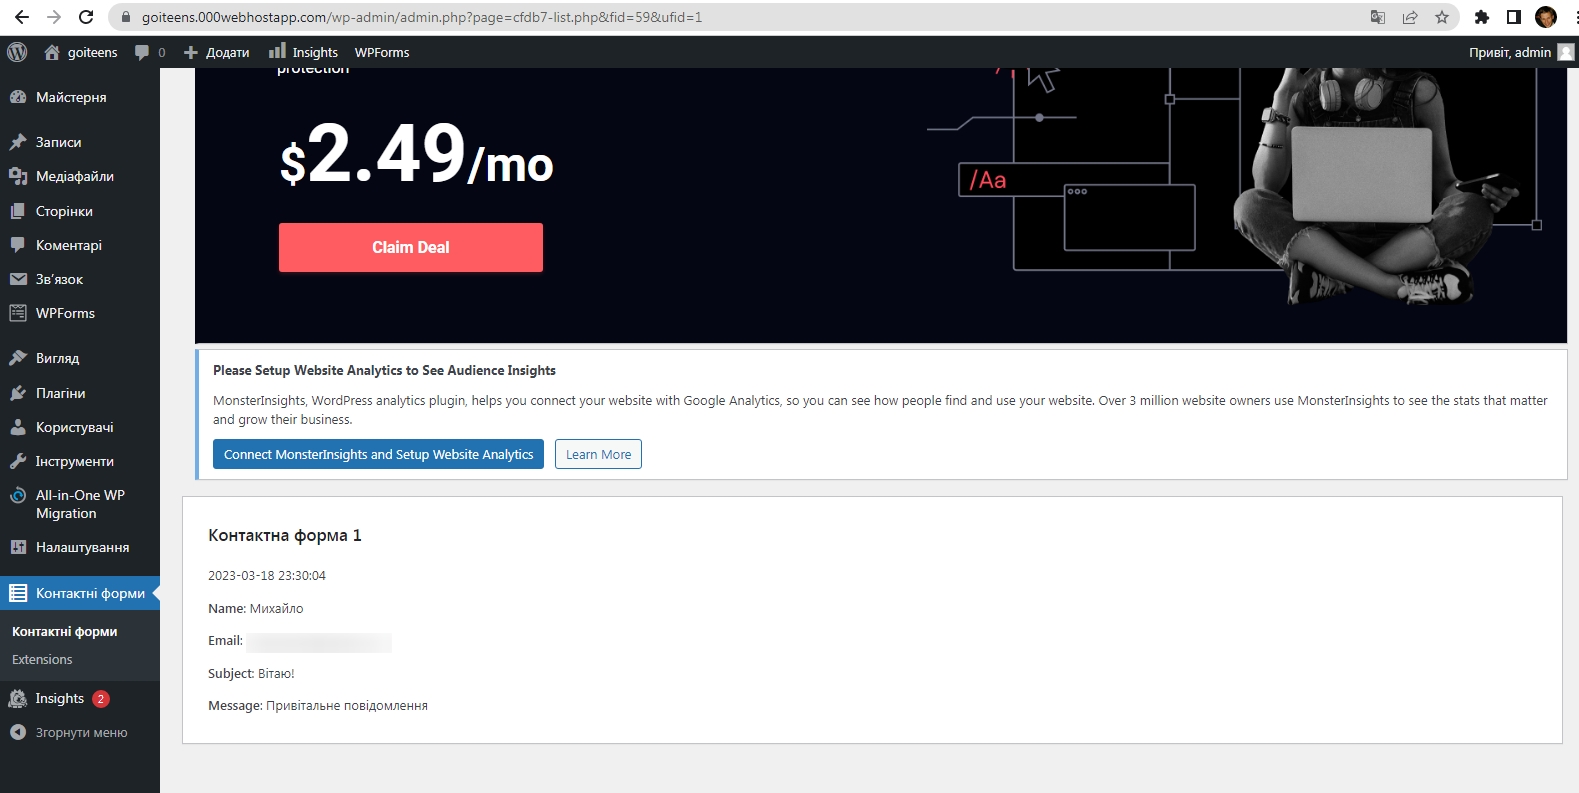 goiteens.000webhostapp.com/wp-admin/admin.php?page=cfdb7-list.php&fid=59&ufid=1
goiteens 0 Додати Insights WPForms Привіт, admin
Майстерня
Записи
Медіафайли
Сторінки
Коментарі
Зв’язок
WPForms
Вигляд
Плагіни
Користувачі
Інструменти
All-in-One WP
Migration
Налаштування
Контактні форми
Контактні форми
Extensions
Insights 2
Згорнути меню
protection
$2.49/mo
Claim Deal
/Aa
Please Setup Website Analytics to See Audience Insights
MonsterInsights, WordPress analytics plugin, helps you connect your website with Google Analytics, so you can see how people find and use your website. Over 3 million website owners use MonsterInsights to see the stats that matter
and grow their business.
Connect MonsterInsights and Setup Website Analytics Learn More
Контактна форма 1
2023-03-18 23:30:04
Name: Михайло
Email:
Subject: Вітаю!
Message: Привітальне повідомлення